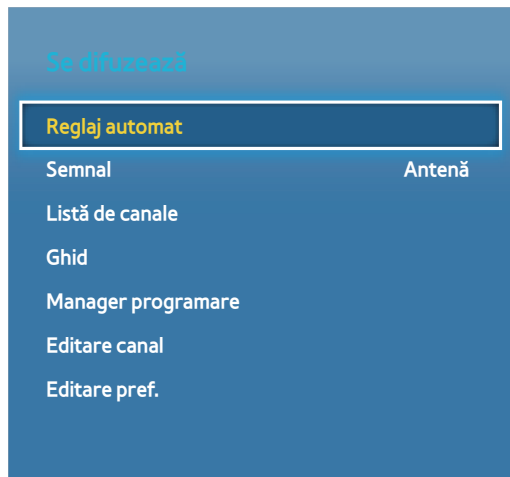 Se difuzează
Reglaj automat
Semnal Antenă
Listă de canale
Ghid
Manager programare
Editare canal
Editare pref.